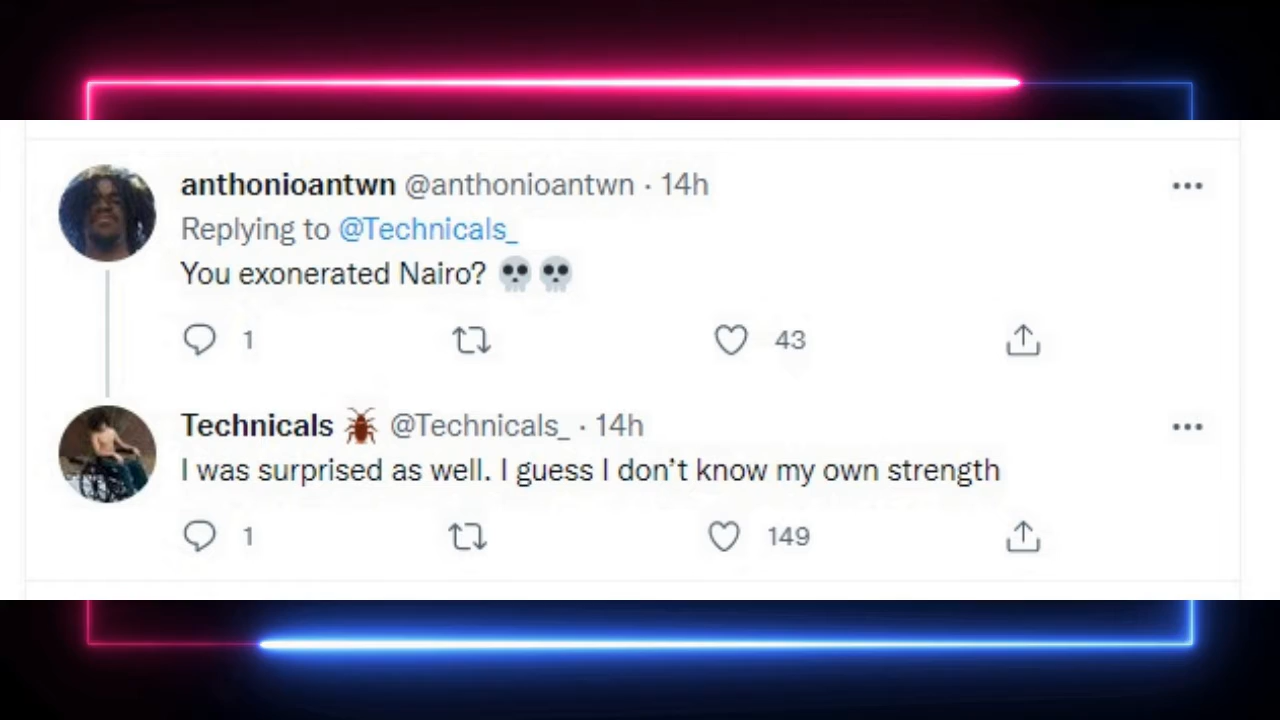 anthonioantwn @anthonioantwn · 14h
Replying to @Technicals_
You exonerated Nairo? 💀💀
1 43
Technicals 🪳 @Technicals_ · 14h
I was surprised as well. I guess I don't know my own strength
1 149